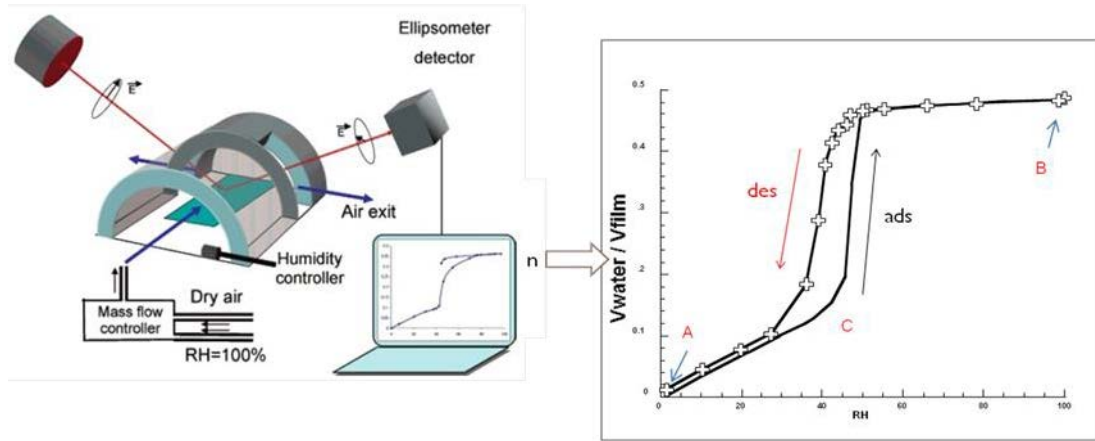 Ellipsometer
detector
E
E
Air exit
Humidity
controller
Dry air
Mass flow
controller
RH=100%
n
Vwater / Vfilm
0.5
0.4
.3
.2
0.1
0
0
20
40
60
80
100
RH
des
ads
A
B
C